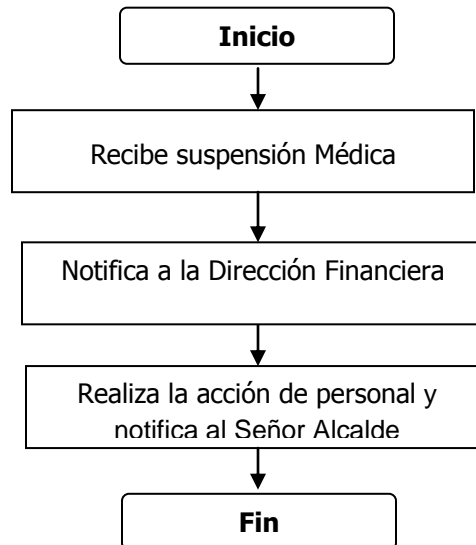 Inicio
Recibe suspensión Médica
Notifica a la Dirección Financiera
Realiza la acción de personal y
notifica al Señor Alcalde
Fin